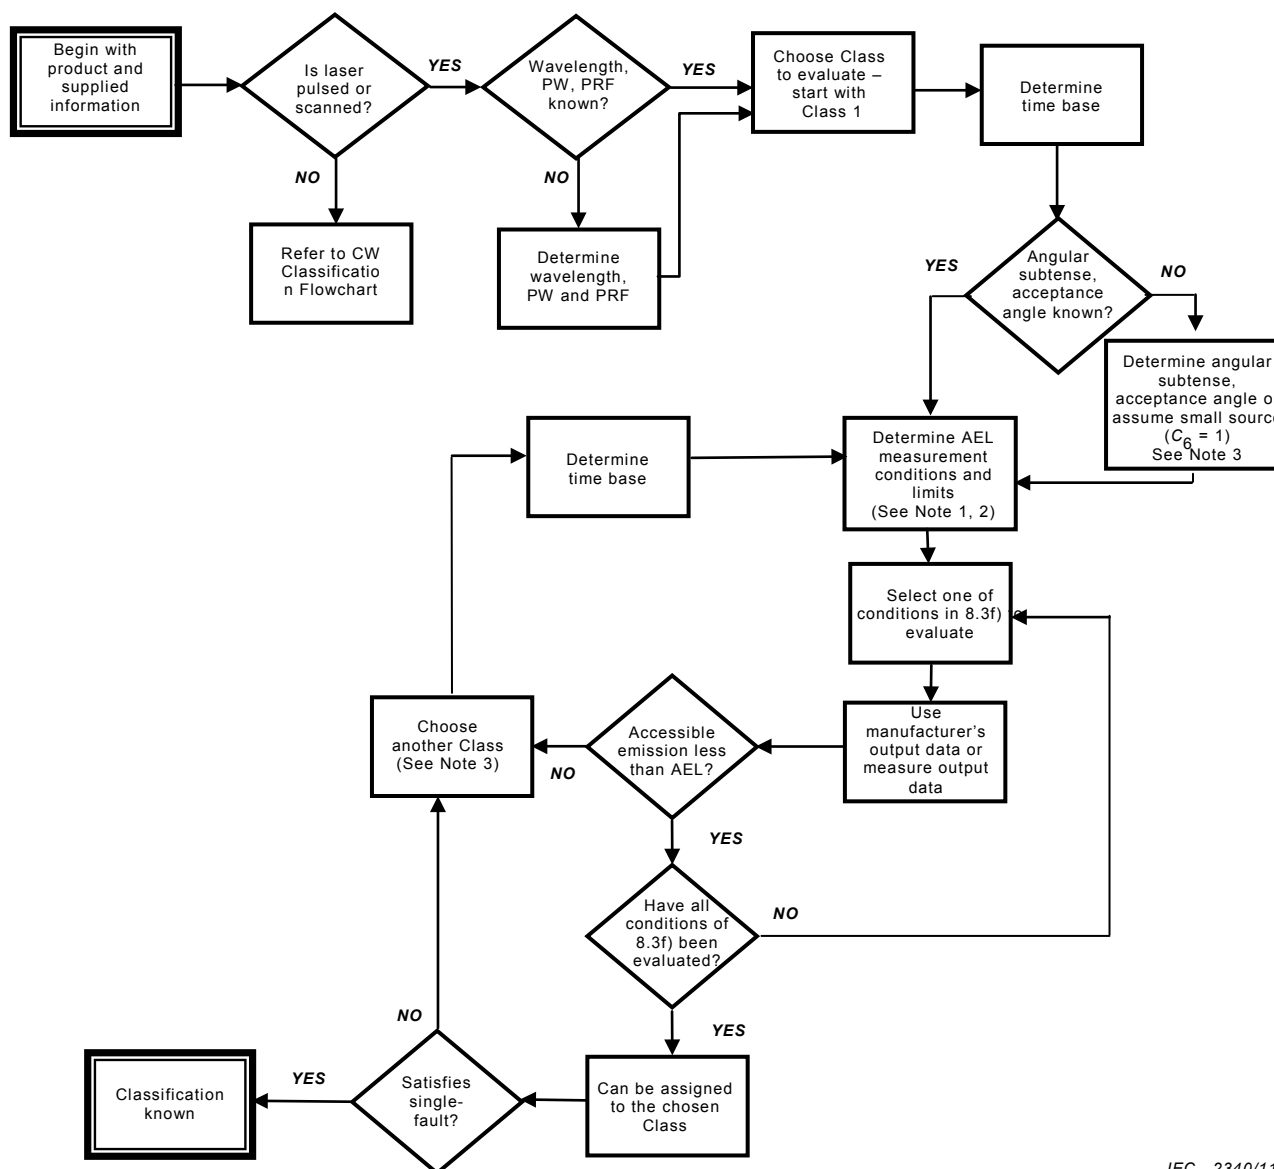 Begin with
product and
supplied
information
Is laser
pulsed or
scanned?
YES
Wavelength,
PW, PRF
known?
YES
Choose Class
to evaluate –
start with
Class 1
Determine
time base
NO
NO
Refer to CW
Classificatio
n Flowchart
Determine
wavelength,
PW and PRF
YES
Angular
subtense,
acceptance
angle known?
NO
Determine angular
subtense,
acceptance angle o
assume small source
(C6 = 1)
See Note 3
Determine
time base
Determine AEL
measurement
conditions and
limits
(See Note 1, 2)
Select one of
conditions in 8.3f)
evaluate
Choose
another Class
(See Note 3)
NO
Accessible
emission less
than AEL?
Use
manufacturer's
output data or
measure output
data
YES
Have all
conditions of
8.3f) been
evaluated?
NO
NO
YES
Classification
known
YES
Satisfies
single-
fault?
Can be assigned
to the chosen
Class
IEC 2340/11